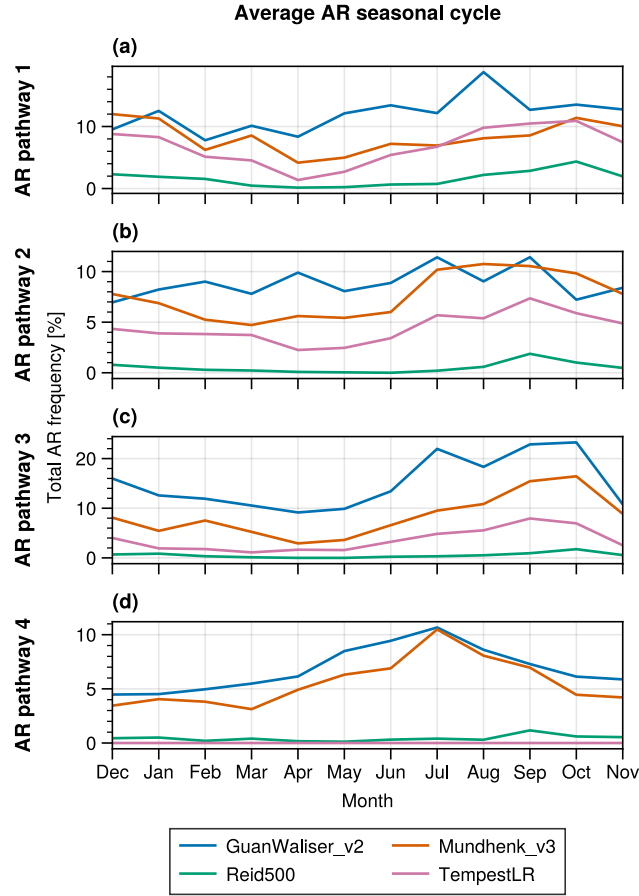 Average AR seasonal cycle
(a)
AR pathway 1
10
0
(b)
AR pathway 2
10
5
0
Total AR frequency [%]
(c)
AR pathway 3
20
10
0
(d)
AR pathway 4
10
5
0
Dec Jan Feb Mar Apr May Jun Jul Aug Sep Oct Nov
Month
GuanWaliser_v2 Mundhenk_v3
Reid500 TempestLR